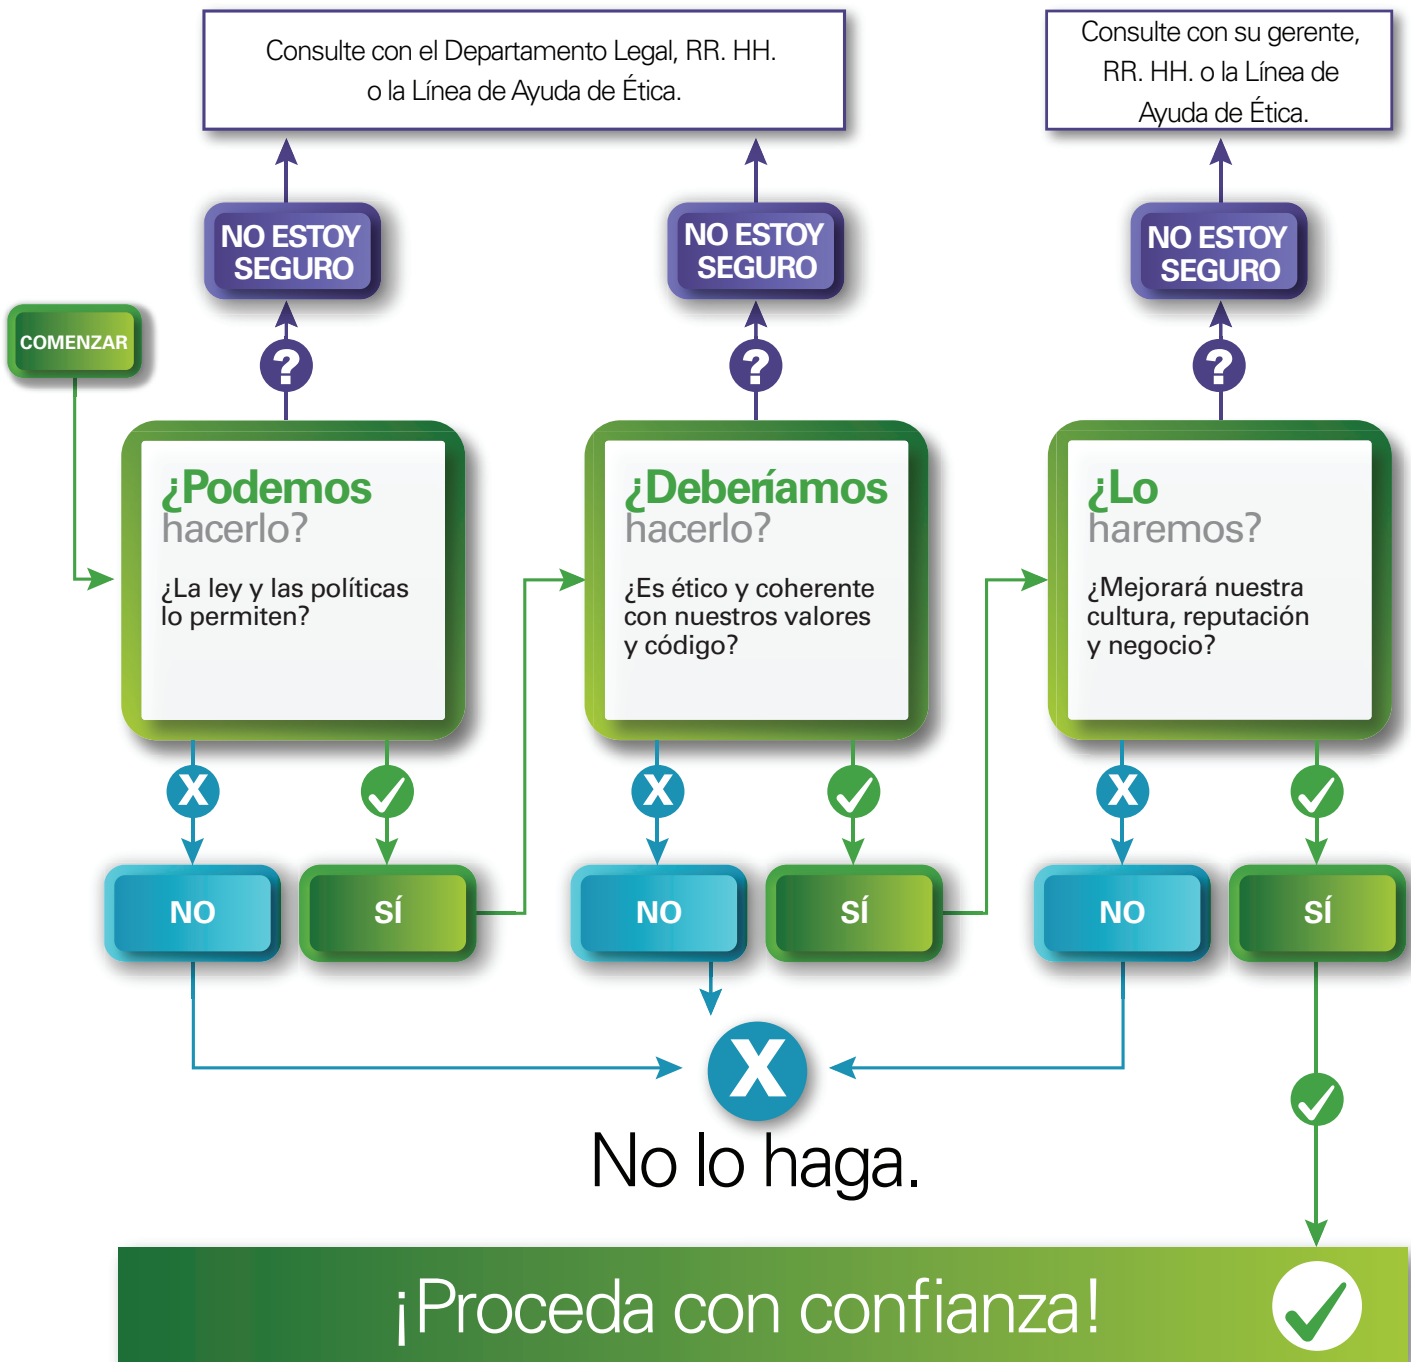 Consulte con el Departamento Legal, RR. HH.
o la Línea de Ayuda de Ética.
Consulte con su gerente,
RR. HH. o la Línea de
Ayuda de Ética.
NO ESTOY
SEGURO
NO ESTOY
SEGURO
NO ESTOY
SEGURO
COMENZAR
?
?
?
¿Podemos
hacerlo?
¿La ley y las políticas
lo permiten?
¿Deberíamos
hacerlo?
¿Es ético y coherente
con nuestros valores
y código?
¿Lo
haremos?
¿Mejorará nuestra
cultura, reputación
y negocio?
X
X
X
NO
SÍ
NO
SÍ
NO
SÍ
X
No lo haga.
¡Proceda con confianza!